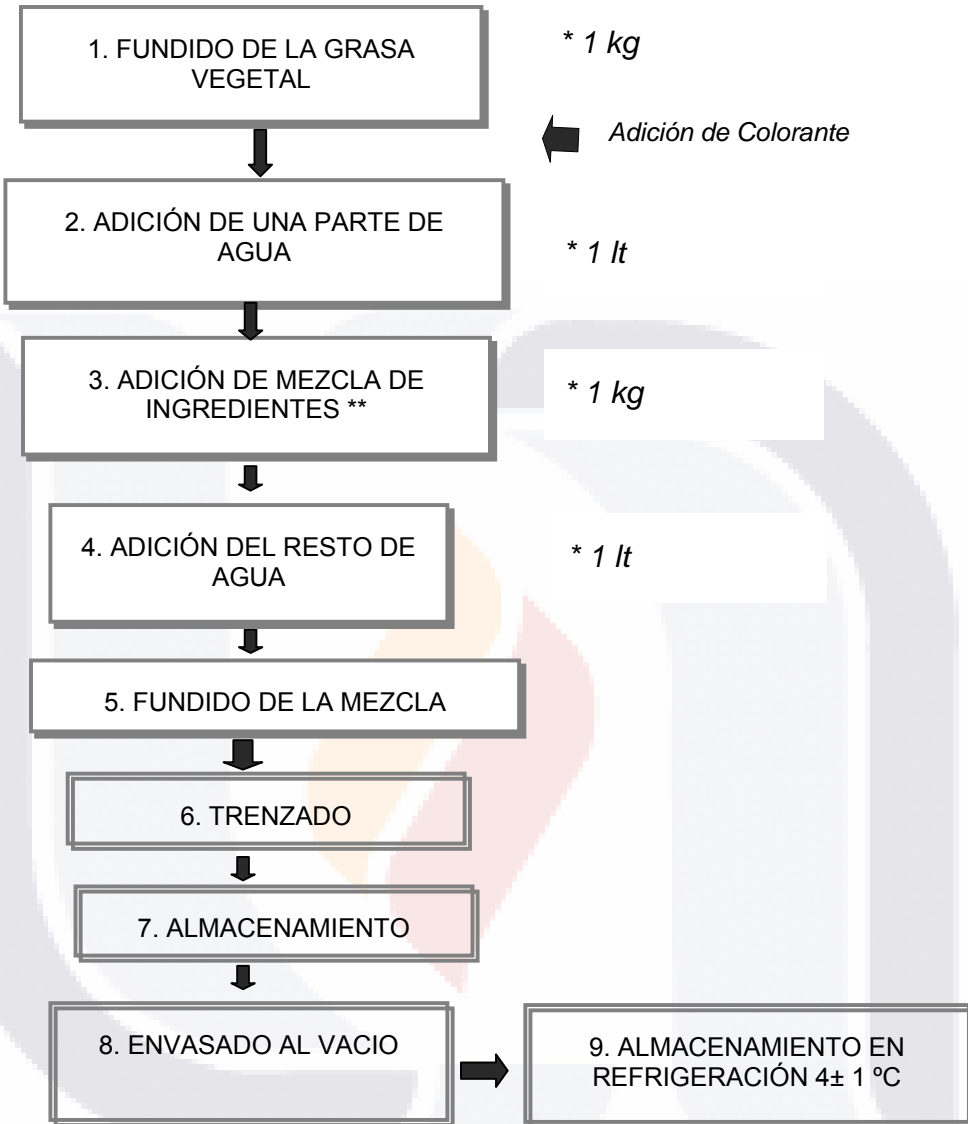 1. FUNDIDO DE LA GRASA
VEGETAL
* 1 kg
Adición de Colorante
2. ADICIÓN DE UNA PARTE DE
AGUA
* 1 lt
3. ADICIÓN DE MEZCLA DE
INGREDIENTES **
* 1 kg
4. ADICIÓN DEL RESTO DE
AGUA
* 1 lt
5. FUNDIDO DE LA MEZCLA
6. TRENZADO
7. ALMACENAMIENTO
8. ENVASADO AL VACIO
9. ALMACENAMIENTO EN
REFRIGERACIÓN 4± 1 ºC